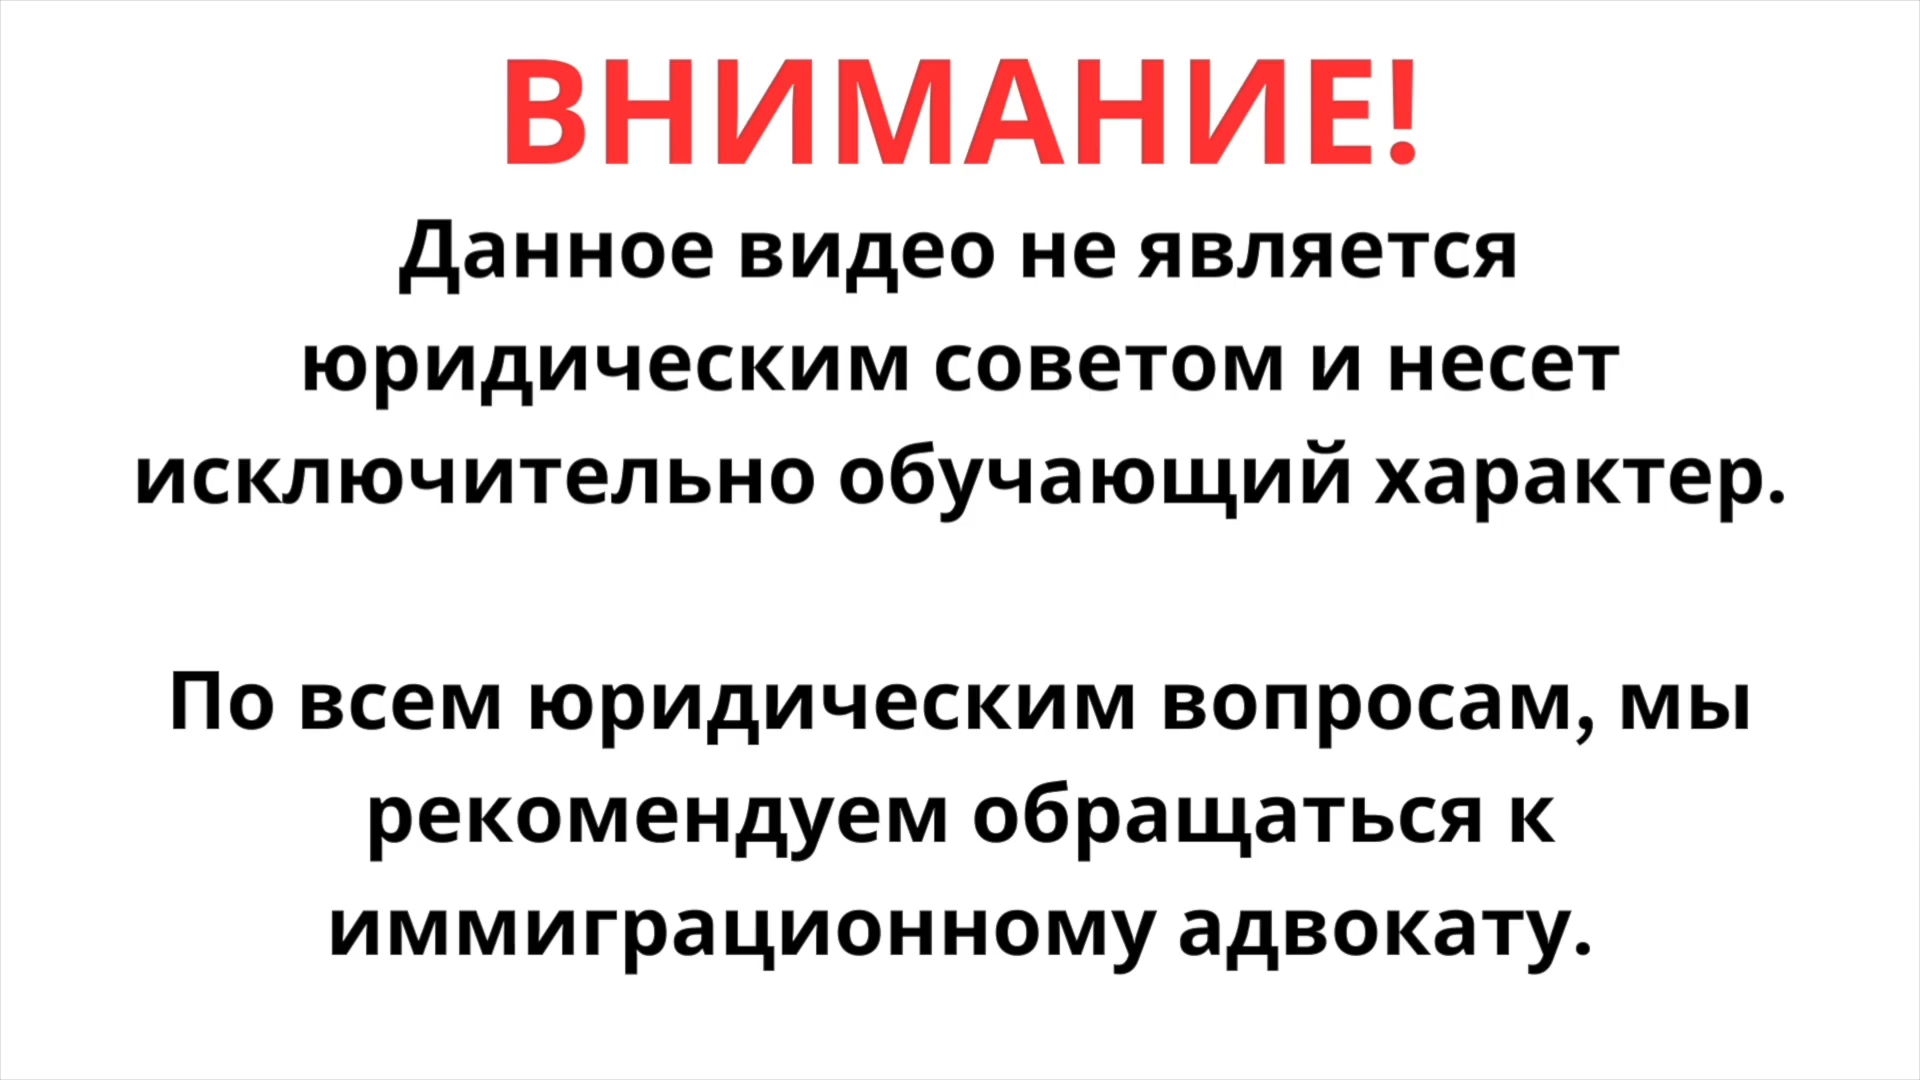 ВНИМАНИЕ!
Данное видео не является
юридическим советом и несет
исключительно обучающий характер.
По всем юридическим вопросам, мы
рекомендуем обращаться к
иммиграционному адвокату.